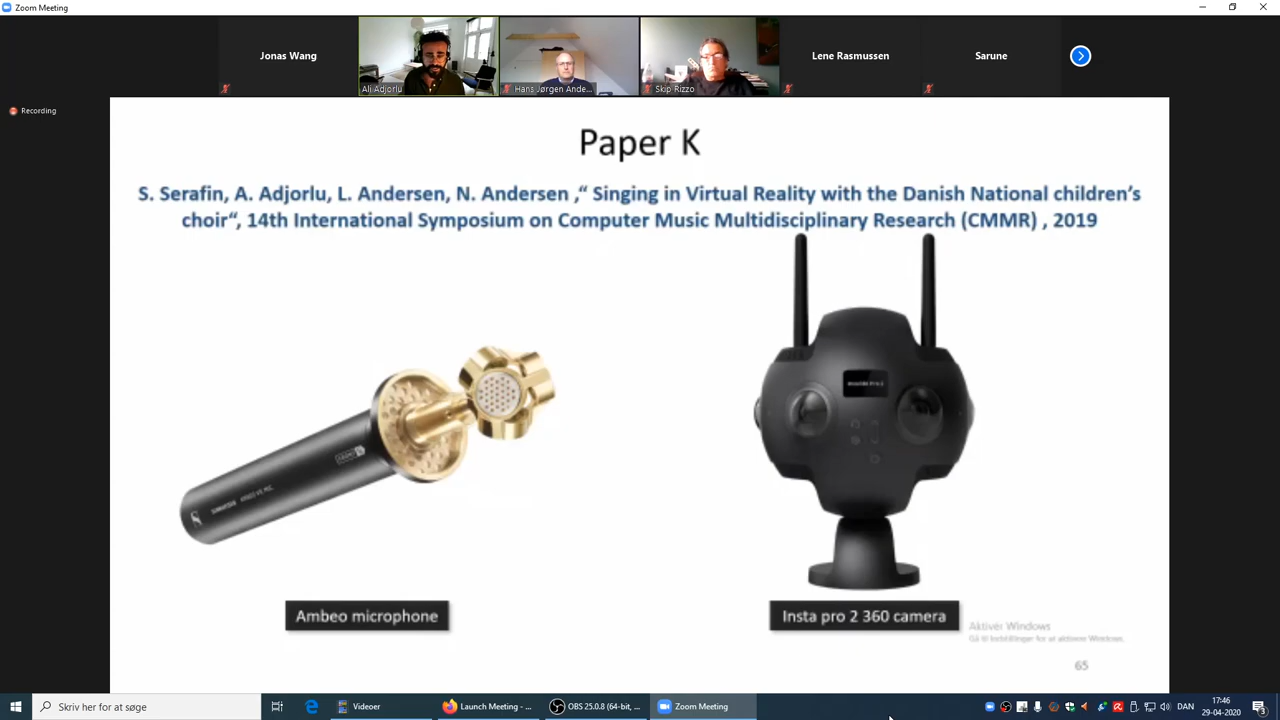 Zoom Meeting
Jonas Wang
Ali Adjorlu
Hans Jørgen Ande...
Skip Rizzo
Lene Rasmussen
Sarune
Recording
Paper K
S. Serafin, A. Adjorlu, L. Andersen, N. Andersen ,“ Singing in Virtual Reality with the Danish National children’s
choir“, 14th International Symposium on Computer Music Multidisciplinary Research (CMMR) , 2019
Ambeo microphone
Insta pro 2 360 camera
Aktivér Windows
Gå til Indstillinger for at aktivere Windows.
65
Skriv her for at søge
Videoer
Launch Meeting - ...
OBS 25.0.8 (64-bit, ...
Zoom Meeting
DAN
17:46
29-04-2020